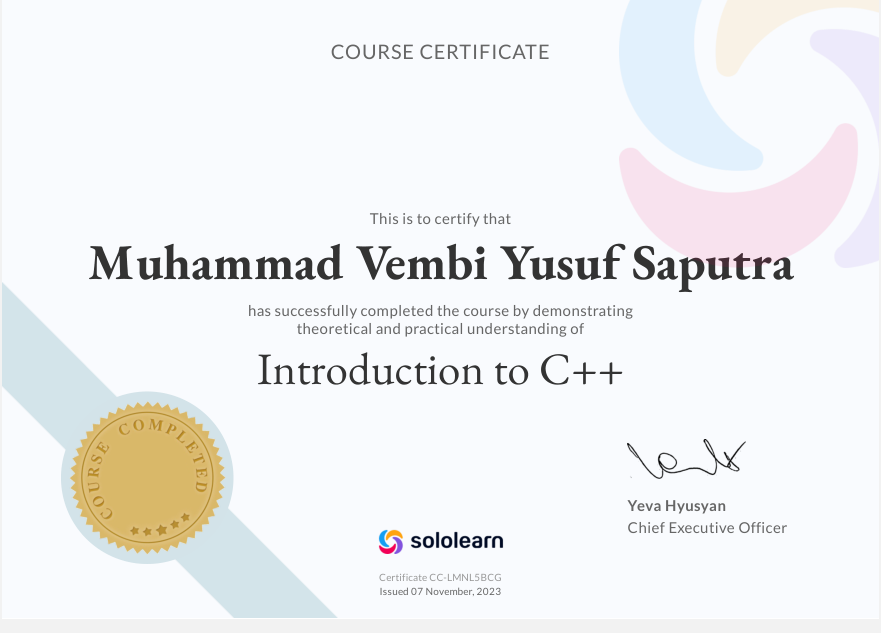 COURSE CERTIFICATE
This is to certify that
Muhammad Vembi Yusuf Saputra
has successfully completed the course by demonstrating
theoretical and practical understanding of
Introduction to C++
COURSE COMPLETED
Yeva Hyusyan
Chief Executive Officer
sololearn
Certificate CC-LMNL5BCG
Issued 07 November, 2023